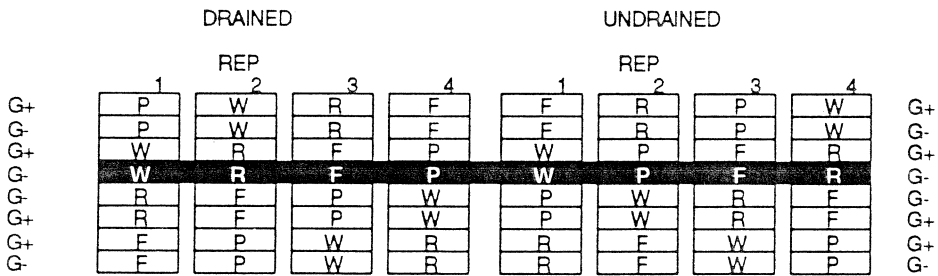 DRAINED UNDRAINED
REP REP
1 2 3 4 1 2 3 4
G+ P W R F F R P W G+
G- P W R F F R P W G-
G+ W R F P W P F R G+
G- W R F P W P F R G-
G- R F P W P W R F G-
G+ R F P W P W R F G+
G+ F P W R R F W P G+
G- F P W R R F W P G-